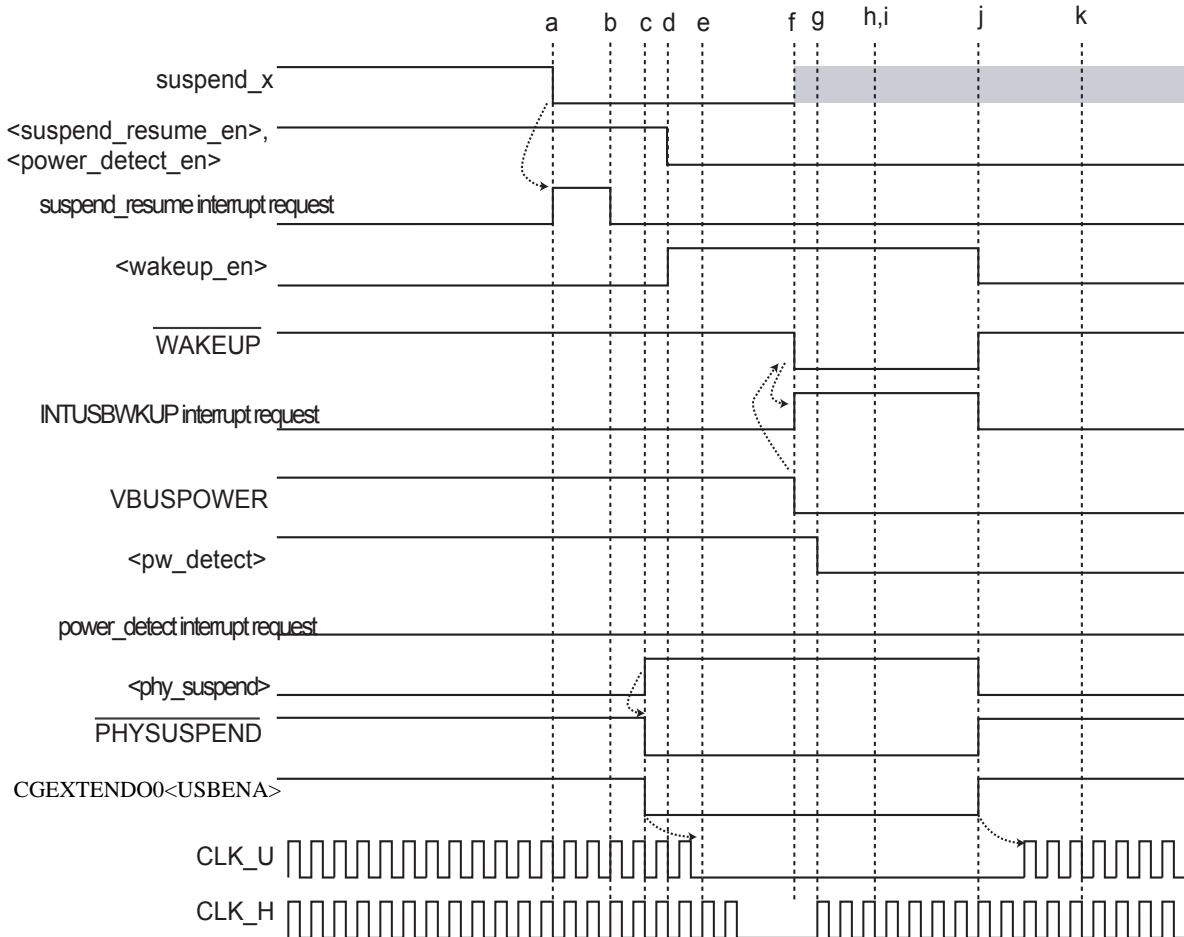 a b c d e f g h,i j k
suspend_x
<suspend_resume_en>,
<power_detect_en>
suspend_resume interrupt request
<wakeup_en>
WAKEUP
INTUSBWKUP interrupt request
VBUSPOWER
<pw_detect>
power_detect interrupt request
<phy_suspend>
PHYSUSPEND
CGEXTENDO0<USBENA>
CLK_U
CLK_H